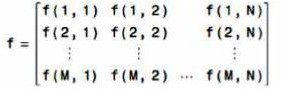 f(1, 1) f(1, 2) f(1, N)
f(2, 1) f(2, 2) f(2, N)
f = ⋮ ⋮ ⋮
f(M, 1) f(M, 2) ⋯ f(M, N)